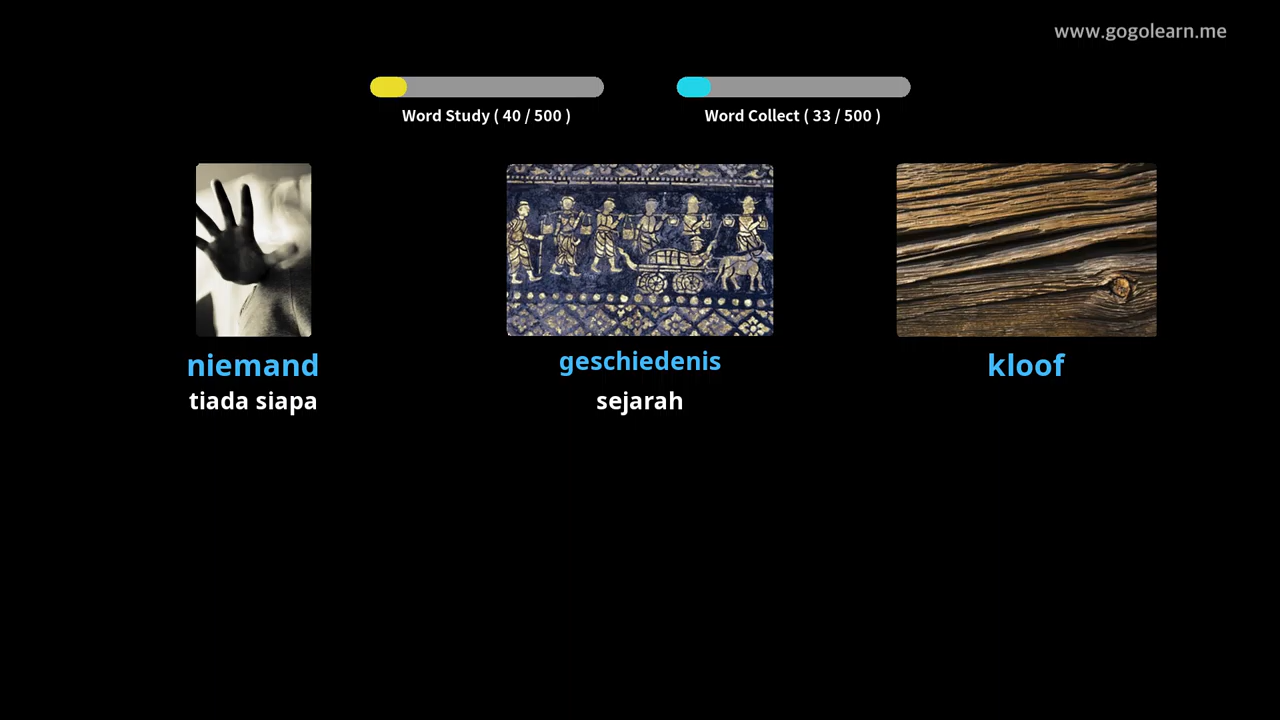 www.gogolearn.me
Word Study ( 40 / 500 )
Word Collect ( 33 / 500 )
niemand
tiada siapa
geschiedenis
sejarah
kloof